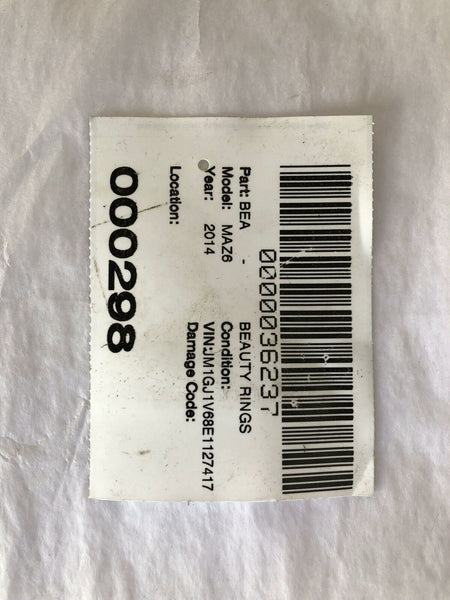 0000036237
Part: BEA - BEAUTY RINGS
Model: MAZ6 Condition:
Year: 2014 VIN:JM1GJ1V68E1127417
Damage Code:
Location:
000298